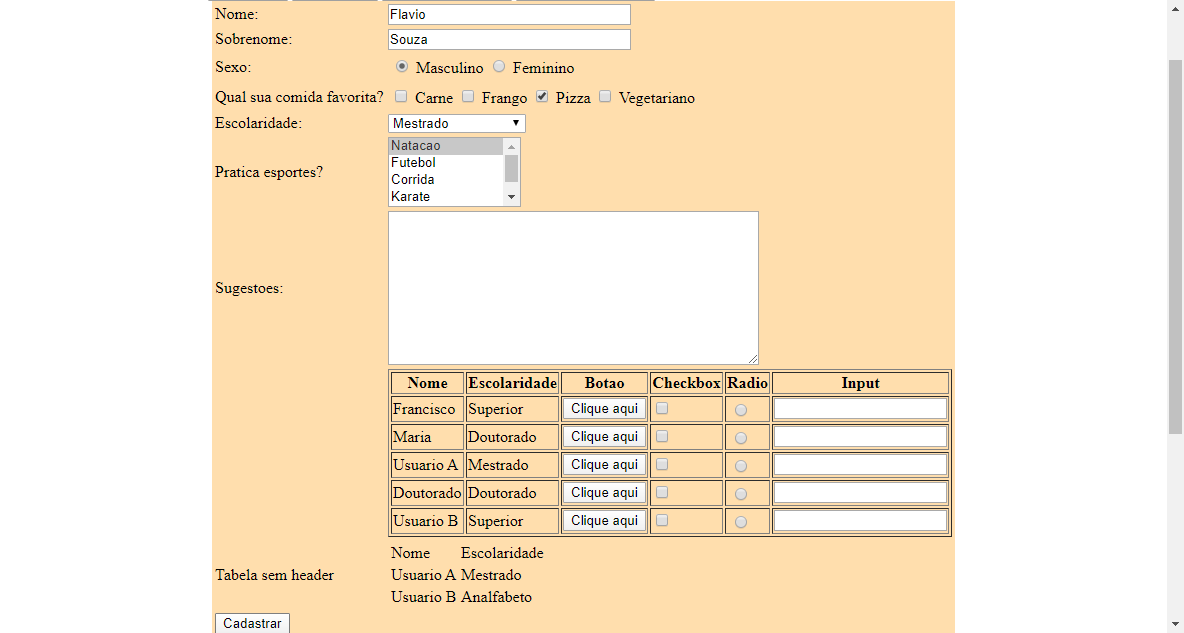 Nome: Flavio
Sobrenome: Souza
Sexo: Masculino Feminino
Qual sua comida favorita? Carne Frango Pizza Vegetariano
Escolaridade: Mestrado
Natacao
Futebol
Pratica esportes?
Corrida
Karate
Sugestoes:
Nome Escolaridade Botao Checkbox Radio Input
Francisco Superior Clique aqui
Maria Doutorado Clique aqui
Usuario A Mestrado Clique aqui
Doutorado Doutorado Clique aqui
Usuario B Superior Clique aqui
Nome Escolaridade
Tabela sem header Usuario A Mestrado
Usuario B Analfabeto
Cadastrar